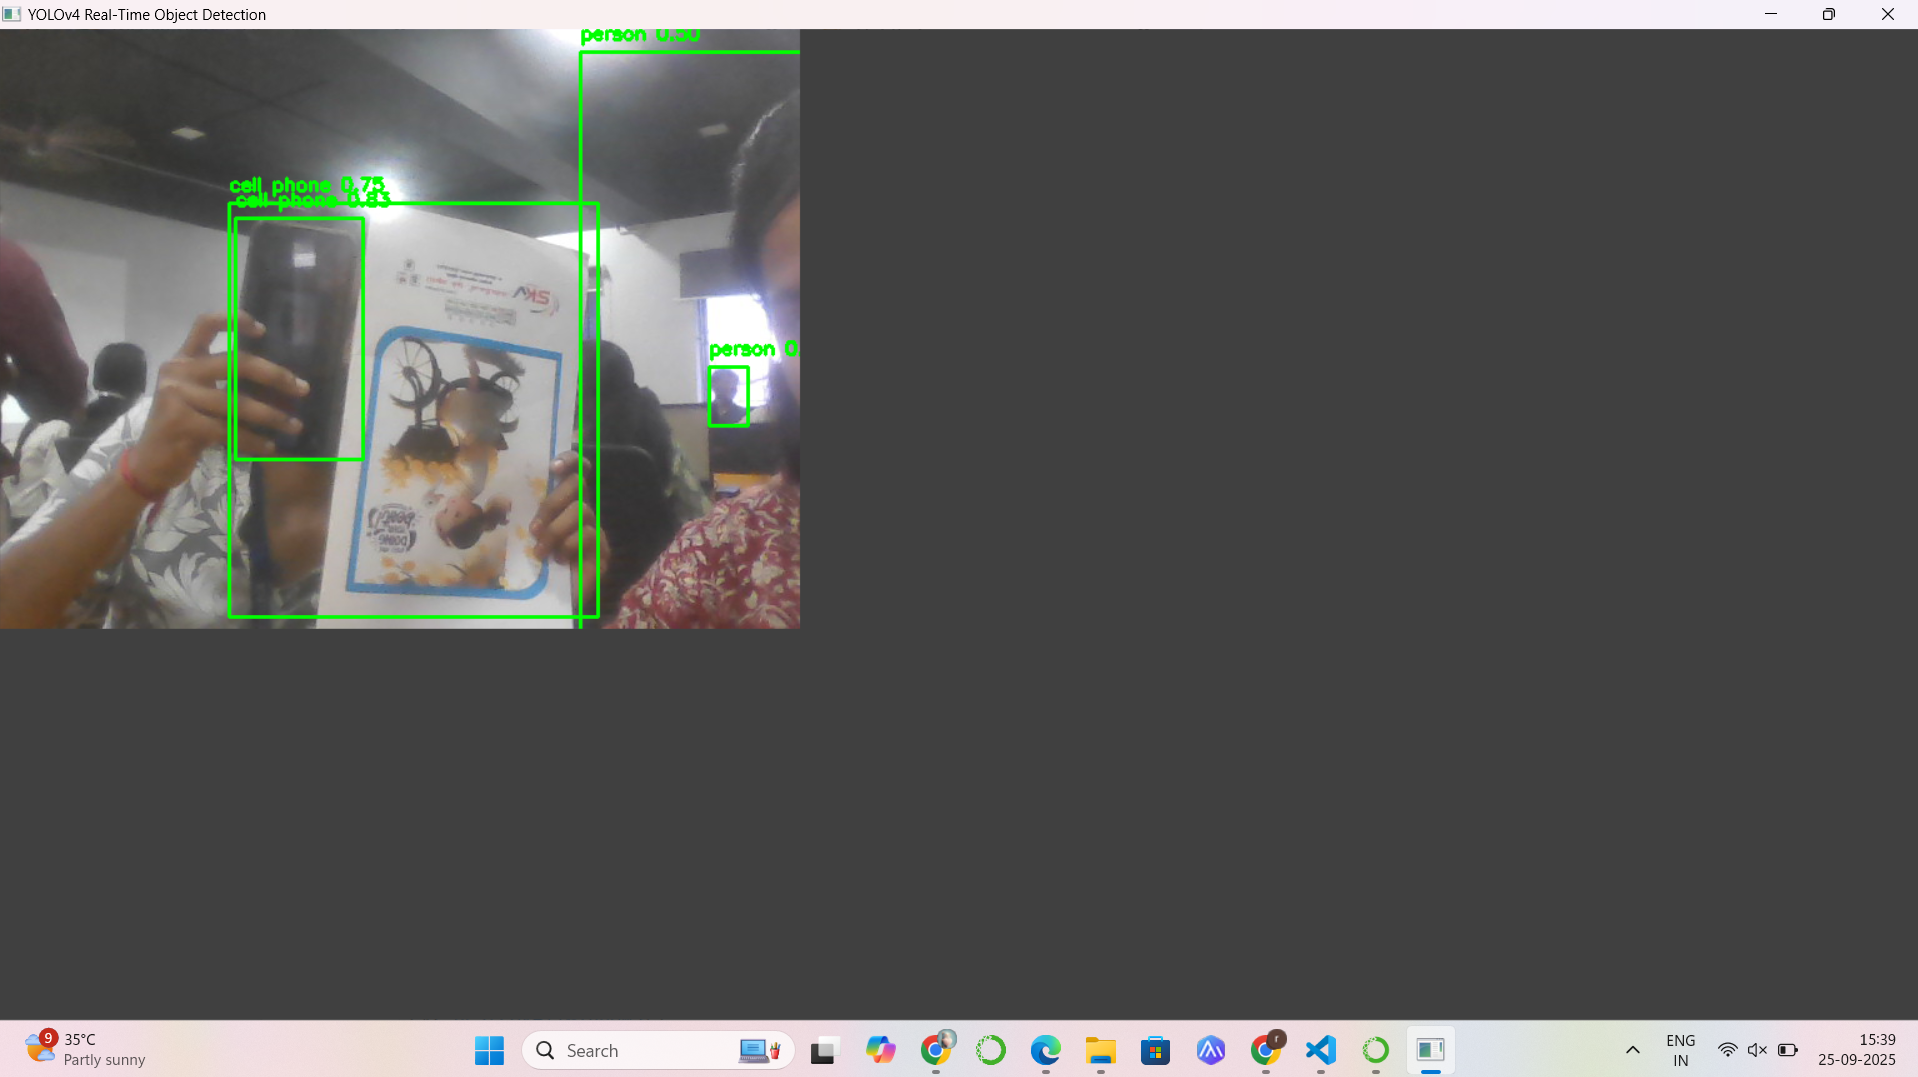 YOLOv4 Real-Time Object Detection
person 0.50
cell phone 0.75
cell phone 0.83
SKV
person 0
9
35°C
Partly sunny
Search
r
ENG
IN
15:39
25-09-2025